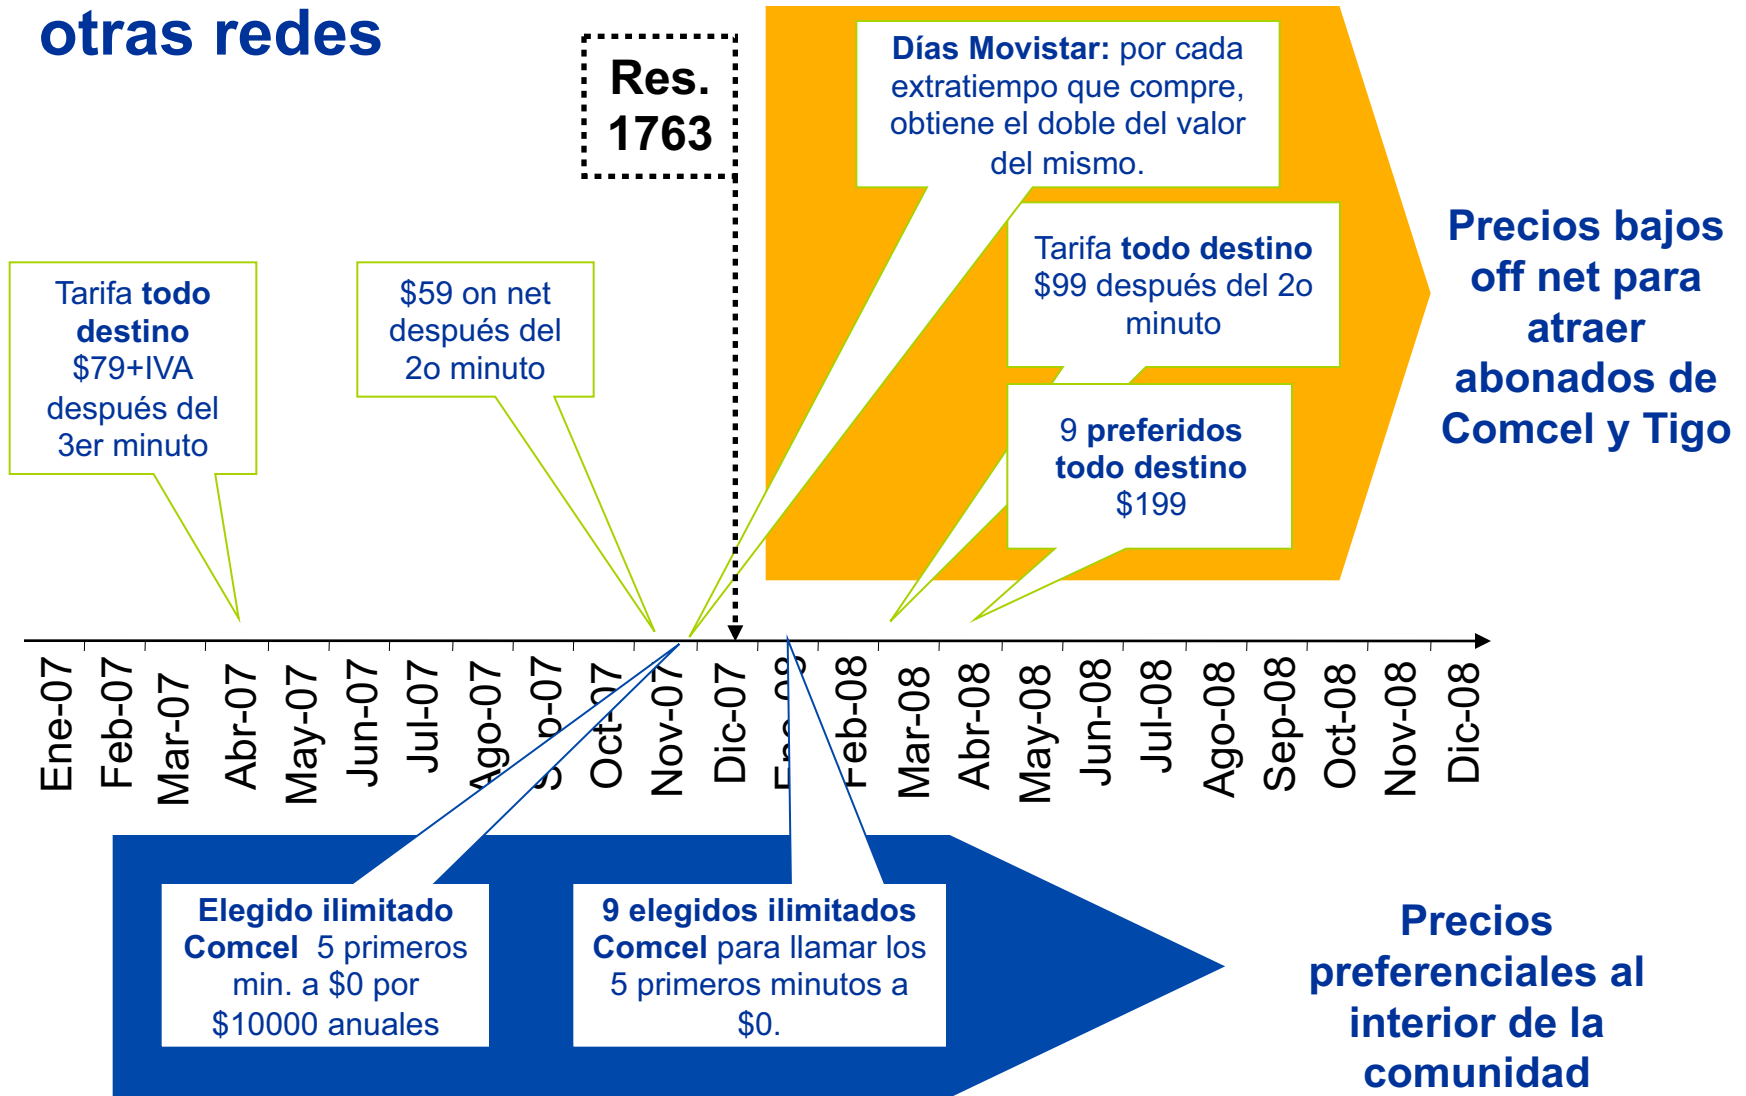 otras redes
Res.
1763
Días Movistar: por cada
extratiempo que compre,
obtiene el doble del valor
del mismo.
Tarifa todo destino
$99 después del 2o
minuto
9 preferidos
todo destino
$199
Precios bajos
off net para
atraer
abonados de
Comcel y Tigo
Tarifa todo
destino
$79+IVA
después del
3er minuto
$59 on net
después del
2o minuto
Ene-07
Feb-07
Mar-07
Abr-07
May-07
Jun-07
Jul-07
Ago-07
Sep-07
Oct-07
Nov-07
Dic-07
Ene-08
Feb-08
Mar-08
Abr-08
May-08
Jun-08
Jul-08
Ago-08
Sep-08
Oct-08
Nov-08
Dic-08
Elegido ilimitado
Comcel 5 primeros
min. a $0 por
$10000 anuales
9 elegidos ilimitados
Comcel para llamar los
5 primeros minutos a
$0.
Precios
preferenciales al
interior de la
comunidad